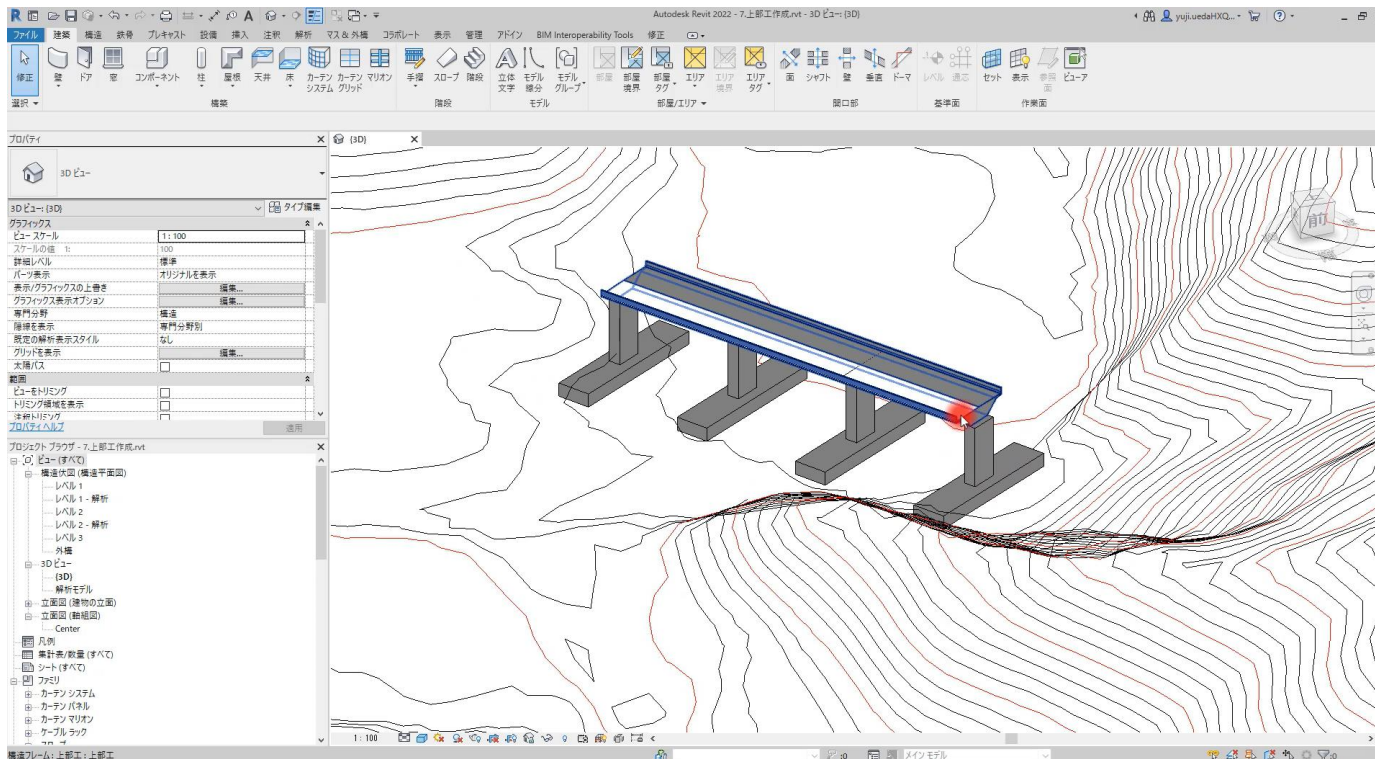 Autodesk Revit 2022 - 7.上部工作成.rvt - 3D ビュー: {3D}
yuji.uedaHXQ...
ファイル 建築 構造 鉄骨 プレキャスト 設備 挿入 注釈 解析 マス & 外構 コラボレート 表示 管理 アドイン BIM Interoperability Tools 修正
修正 壁 ドア 窓 コンポーネント 柱 屋根 天井 床 カーテン システム カーテン グリッド マリオン 手摺 スロープ 階段 立体 文字 モデル 線分 モデル グループ 部屋 部屋 境界 部屋 タグ エリア エリア 境界 エリア タグ 面 シャフト 壁 垂直 ドーマ レベル 通芯 セット 表示 参照 面 ビューア
選択 構築 階段 モデル 部屋/エリア 開口部 基準面 作業面
プロパティ
{3D}
3D ビュー
3D ビュー: {3D}
タイプ編集
グラフィックス
ビュー スケール 1 : 100
スケールの値 1: 100
詳細レベル 標準
パーツ表示 オリジナルを表示
表示/グラフィックスの上書き 編集...
グラフィックス表示オプション 編集...
専門分野 構造
隠線を表示 専門分野別
既定の解析表示スタイル なし
グリッドを表示 編集...
太陽パス
範囲
ビューをトリミング
トリミング領域を表示
注釈トリミング
プロパティ ヘルプ 適用
プロジェクト ブラウザ - 7.上部工作成.rvt
ビュー (すべて)
構造伏図 (構造平面図)
レベル 1
レベル 1 - 解析
レベル 2
レベル 2 - 解析
レベル 3
外構
3D ビュー
{3D}
解析モデル
立面図 (建物の立面)
立面図 (軸組図)
Center
凡例
集計表/数量 (すべて)
シート (すべて)
ファミリ
カーテン システム
カーテン パネル
カーテン マリオン
ケーブル ラック
前
1 : 100
構造フレーム : 上部工 : 上部工
:0
メイン モデル
:0